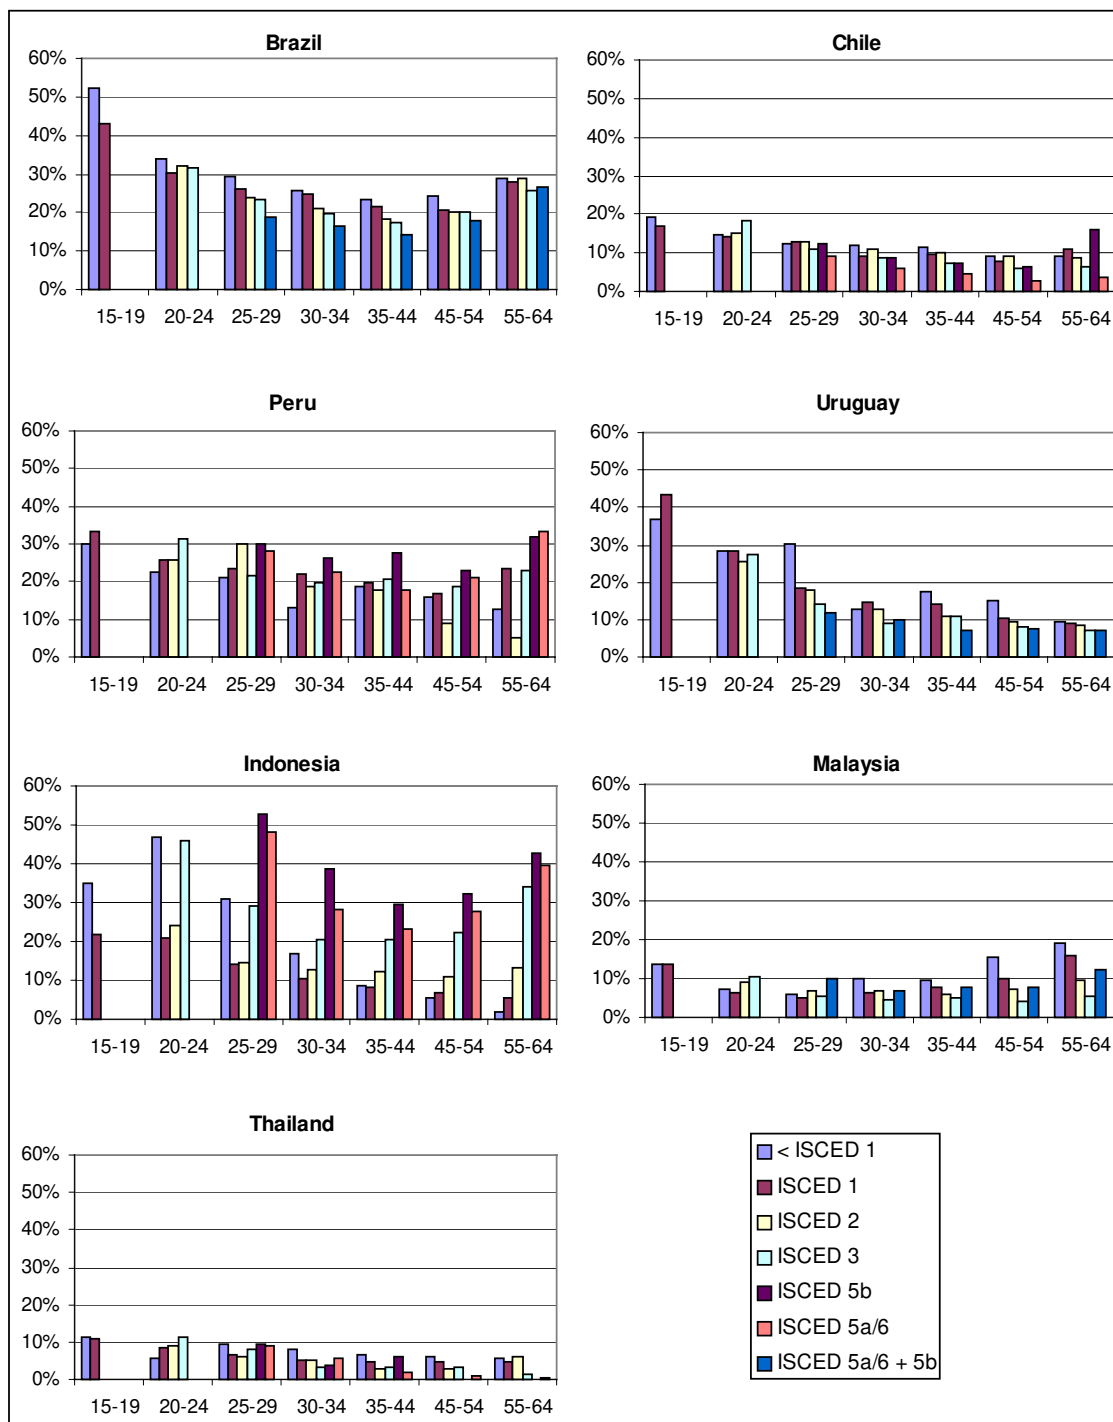 Brazil
60%
50%
40%
30%
20%
10%
0%
15-19 20-24 25-29 30-34 35-44 45-54 55-64
Chile
60%
50%
40%
30%
20%
10%
0%
15-19 20-24 25-29 30-34 35-44 45-54 55-64
Peru
60%
50%
40%
30%
20%
10%
0%
15-19 20-24 25-29 30-34 35-44 45-54 55-64
Uruguay
60%
50%
40%
30%
20%
10%
0%
15-19 20-24 25-29 30-34 35-44 45-54 55-64
Indonesia
60%
50%
40%
30%
20%
10%
0%
15-19 20-24 25-29 30-34 35-44 45-54 55-64
Malaysia
60%
50%
40%
30%
20%
10%
0%
15-19 20-24 25-29 30-34 35-44 45-54 55-64
Thailand
60%
50%
40%
30%
20%
10%
0%
15-19 20-24 25-29 30-34 35-44 45-54 55-64
< ISCED 1
ISCED 1
ISCED 2
ISCED 3
ISCED 5b
ISCED 5a/6
ISCED 5a/6 + 5b